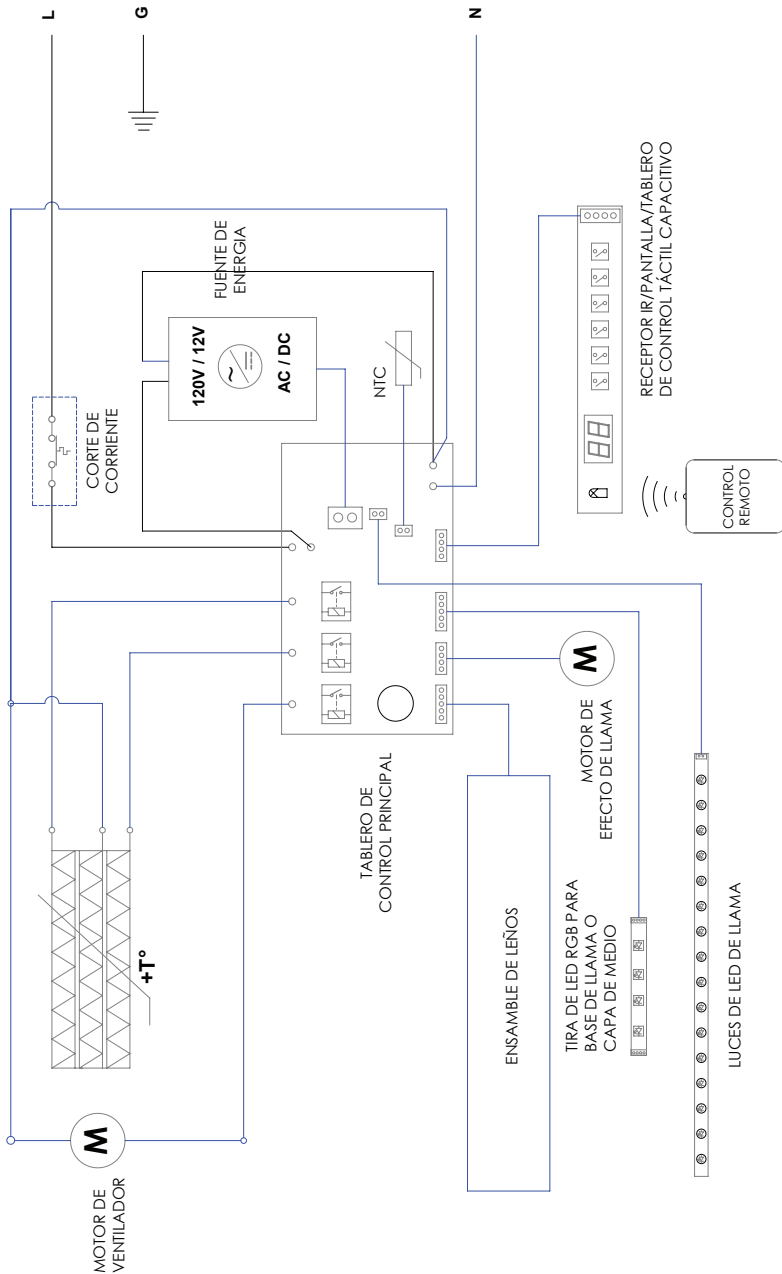 L
G
N
CORTE DE
CORRIENTE
FUENTE DE
ENERGIA
120V / 12V
AC / DC
NTC
+T°
M
MOTOR DE
VENTILADOR
TABLERO DE
CONTROL PRINCIPAL
RECEPTOR IR/PANTALLA/TABLERO
DE CONTROL TÁCTIL CAPACITIVO
88
CONTROL
REMOTO
M
MOTOR DE
EFECTO DE LLAMA
ENSAMBLE DE LEÑOS
TIRA DE LED RGB PARA
BASE DE LLAMA O
CAPA DE MEDIO
LUCES DE LED DE LLAMA